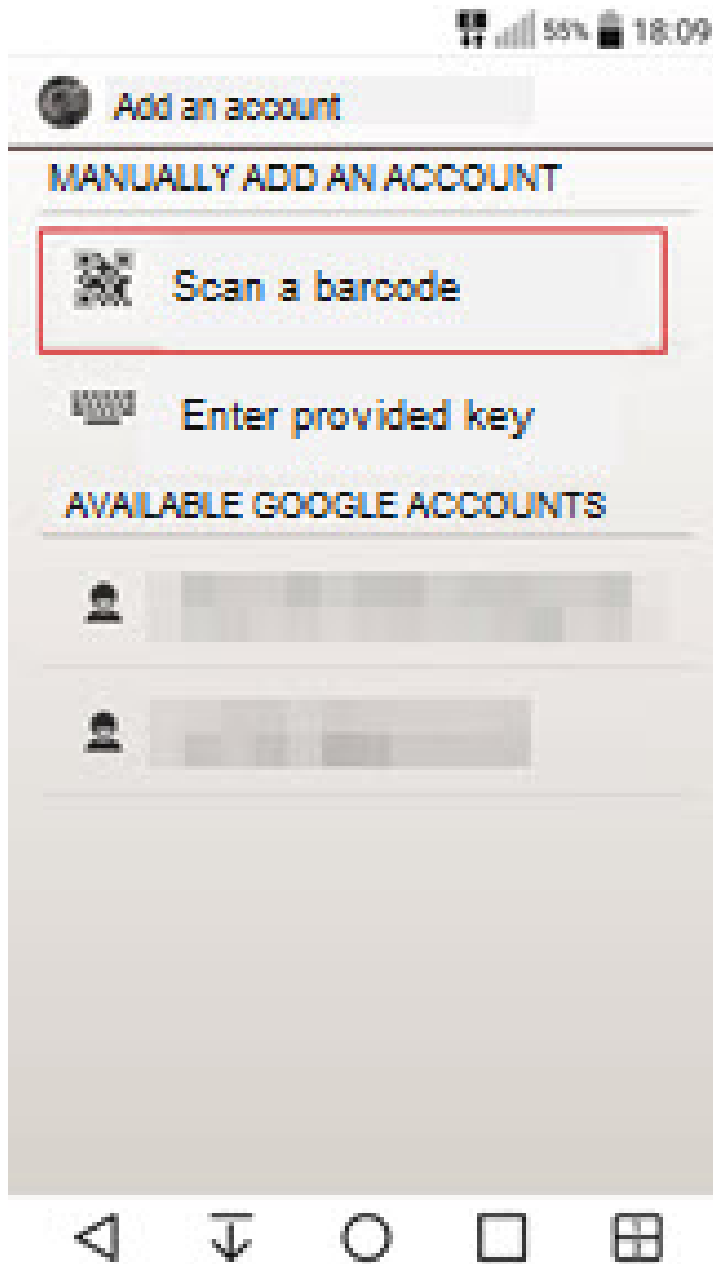 55% 18:09
Add an account
MANUALLY ADD AN ACCOUNT
Scan a barcode
Enter provided key
AVAILABLE GOOGLE ACCOUNTS